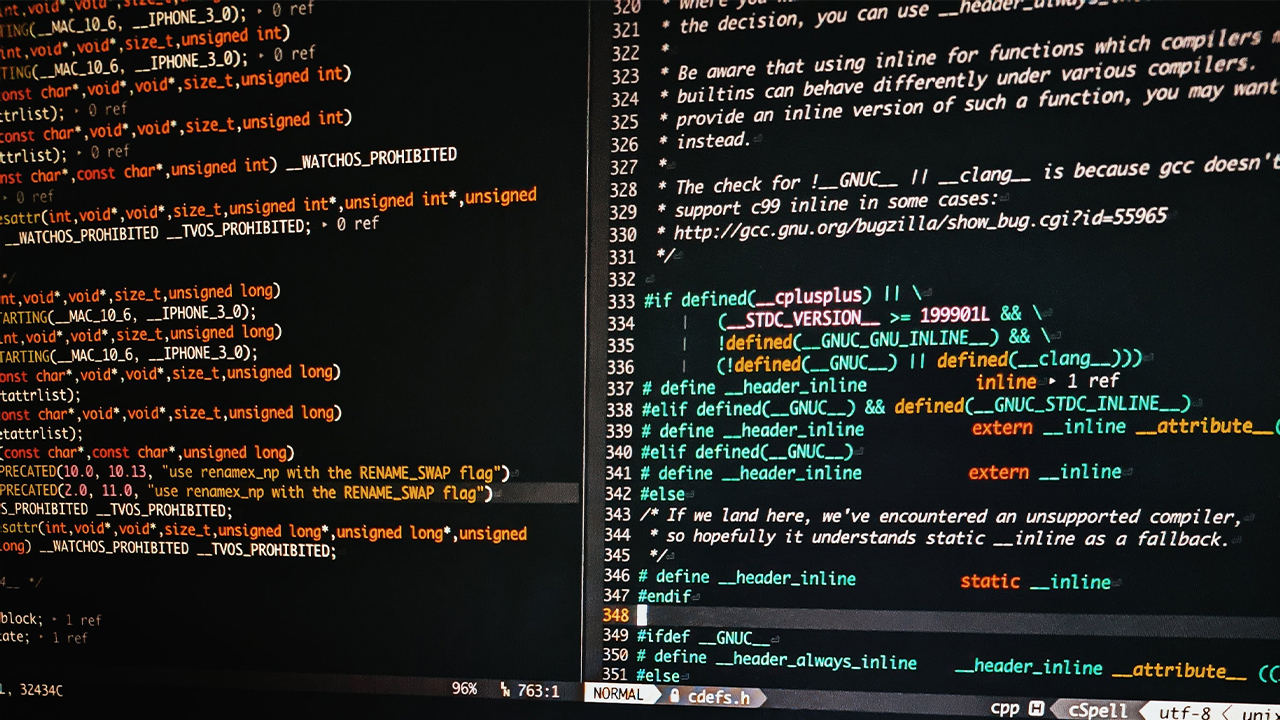 int,void*,void*,size_t,unsigned int)
TING(__MAC_10_6, __IPHONE_3_0); ‣ 0 ref
int,void*,void*,size_t,unsigned int)
TING(__MAC_10_6, __IPHONE_3_0); ‣ 0 ref
onst char*,void*,void*,size_t,unsigned int)
ttrlist); ‣ 0 ref
const char*,void*,void*,size_t,unsigned int)
ttrlist); ‣ 0 ref
nst char*,const char*,unsigned int) __WATCHOS_PROHIBITED
‣ 0 ref
esattr(int,void*,void*,size_t,unsigned int*,unsigned int*,unsigned
__WATCHOS_PROHIBITED __TVOS_PROHIBITED; ‣ 0 ref
*/
nt,void*,void*,size_t,unsigned long)
TARTING(__MAC_10_6, __IPHONE_3_0);
int,void*,void*,size_t,unsigned long)
TARTING(__MAC_10_6, __IPHONE_3_0);
onst char*,void*,void*,size_t,unsigned long)
tattrlist);
const char*,void*,void*,size_t,unsigned long)
etattrlist);
(const char*,const char*,unsigned long)
PRECATED(10.0, 10.13, "use renamex_np with the RENAME_SWAP flag")
PRECATED(2.0, 11.0, "use renamex_np with the RENAME_SWAP flag")
S_PROHIBITED __TVOS_PROHIBITED;
sattr(int,void*,void*,size_t,unsigned long*,unsigned long*,unsigned
long) __WATCHOS_PROHIBITED __TVOS_PROHIBITED;
4__ */
block; ‣ 1 ref
tate; ‣ 1 ref
L, 32434C 96% 763:1
320 * where you
321 * the decision, you can use
322 *
323 * Be aware that using inline for functions which compilers
324 * builtins can behave differently under various compilers.
325 * provide an inline version of such a function, you may want
326 * instead.
327 *
328 * The check for !__GNUC__ || __clang__ is because gcc doesn't
329 * support c99 inline in some cases:
330 * http://gcc.gnu.org/bugzilla/show_bug.cgi?id=55965
331 */
332
333 #if defined(__cplusplus) || \
334 (__STDC_VERSION__ >= 199901L && \
335 !defined(__GNUC_GNU_INLINE__) && \
336 (!defined(__GNUC__) || defined(__clang__)))
337 # define __header_inline inline ‣ 1 ref
338 #elif defined(__GNUC__) && defined(__GNUC_STDC_INLINE__)
339 # define __header_inline extern __inline __attribute__(
340 #elif defined(__GNUC__)
341 # define __header_inline extern __inline
342 #else
343 /* If we land here, we've encountered an unsupported compiler,
344 * so hopefully it understands static __inline as a fallback.
345 */
346 # define __header_inline static __inline
347 #endif
348
349 #ifdef __GNUC__
350 # define __header_always_inline __header_inline __attribute__ ((
351 #else
NORMAL cdefs.h cpp cSpell utf-8 < unix